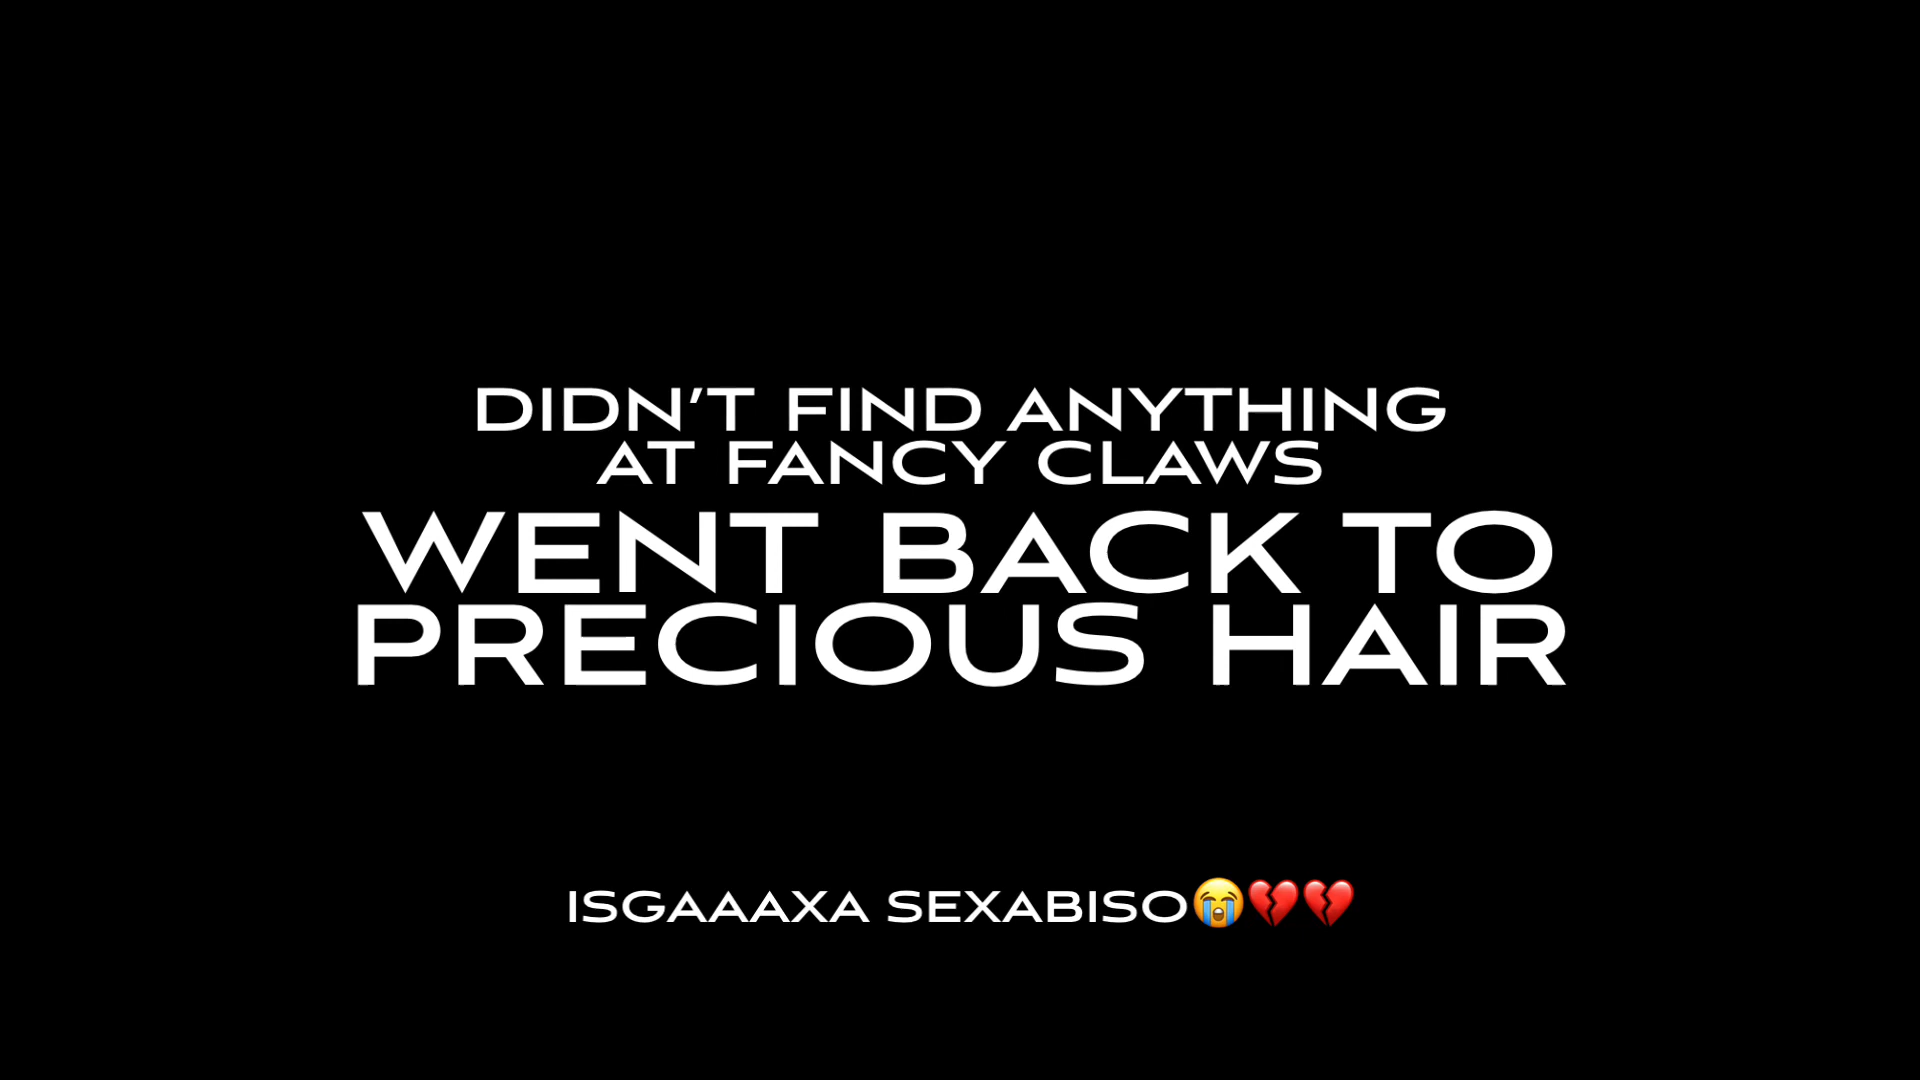 DIDN’T FIND ANYTHING
AT FANCY CLAWS
WENT BACK TO
PRECIOUS HAIR
ISGAAAXA SEXABISO😭💔💔